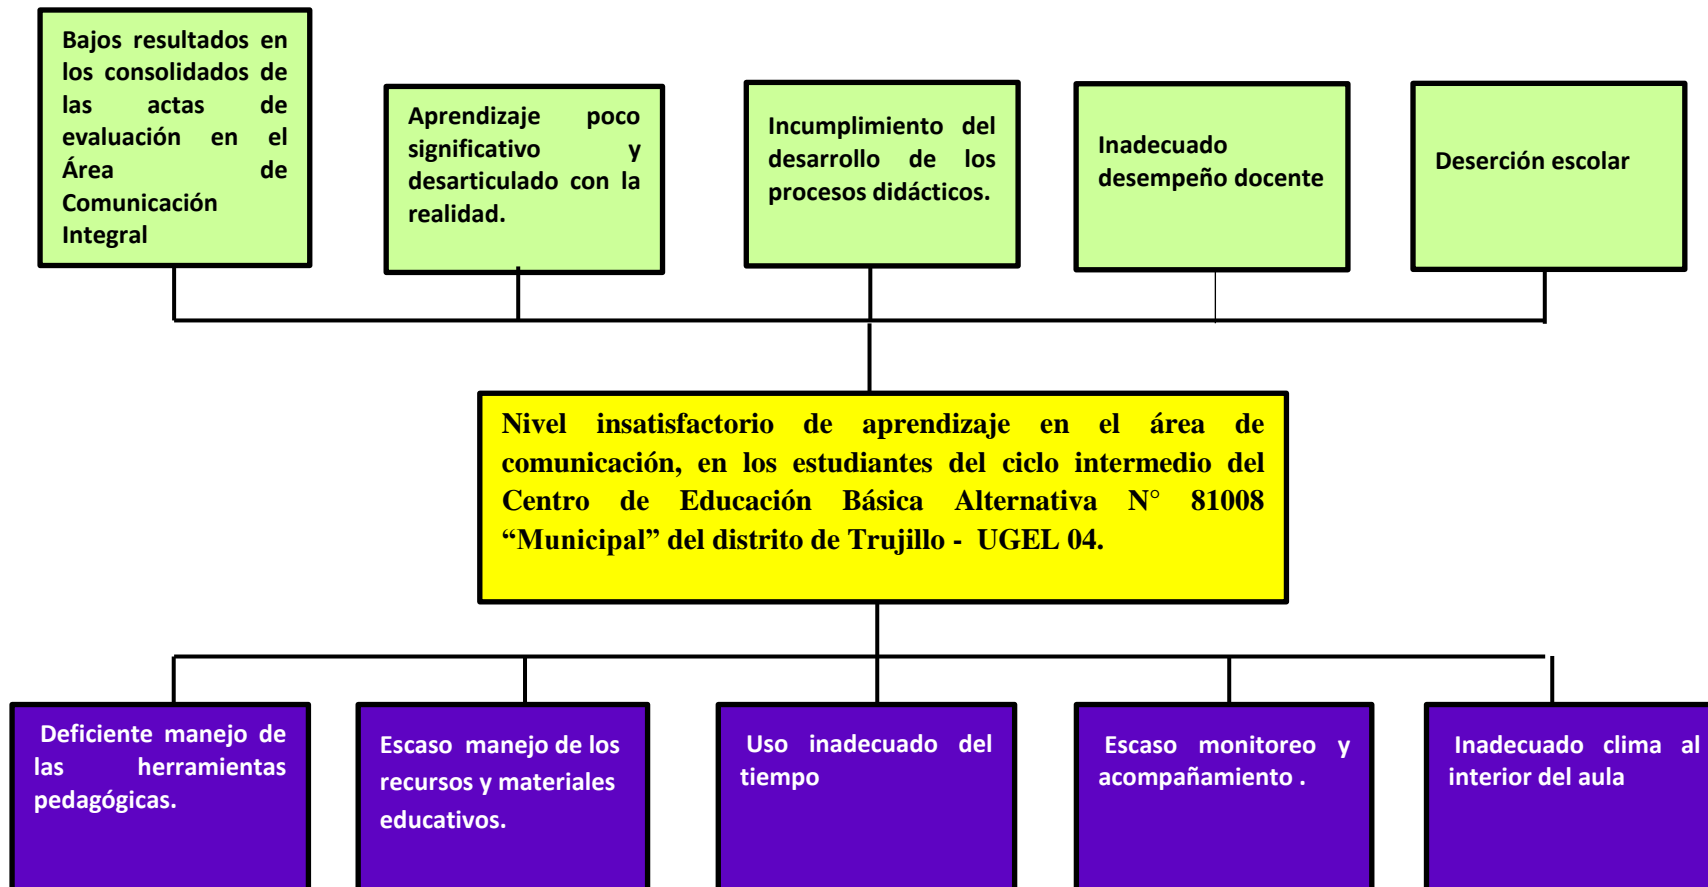 Bajos resultados en
los consolidados de
las actas de
evaluación en el
Área de
Comunicación
Integral
Aprendizaje poco
significativo y
desarticulado con la
realidad.
Incumplimiento del
desarrollo de los
procesos didácticos.
Inadecuado
desempeño docente
Deserción escolar
Nivel insatisfactorio de aprendizaje en el área de
comunicación, en los estudiantes del ciclo intermedio del
Centro de Educación Básica Alternativa N° 81008
“Municipal” del distrito de Trujillo - UGEL 04.
Deficiente manejo de
las herramientas
pedagógicas.
Escaso manejo de los
recursos y materiales
educativos.
Uso inadecuado del
tiempo
Escaso monitoreo y
acompañamiento .
Inadecuado clima al
interior del aula